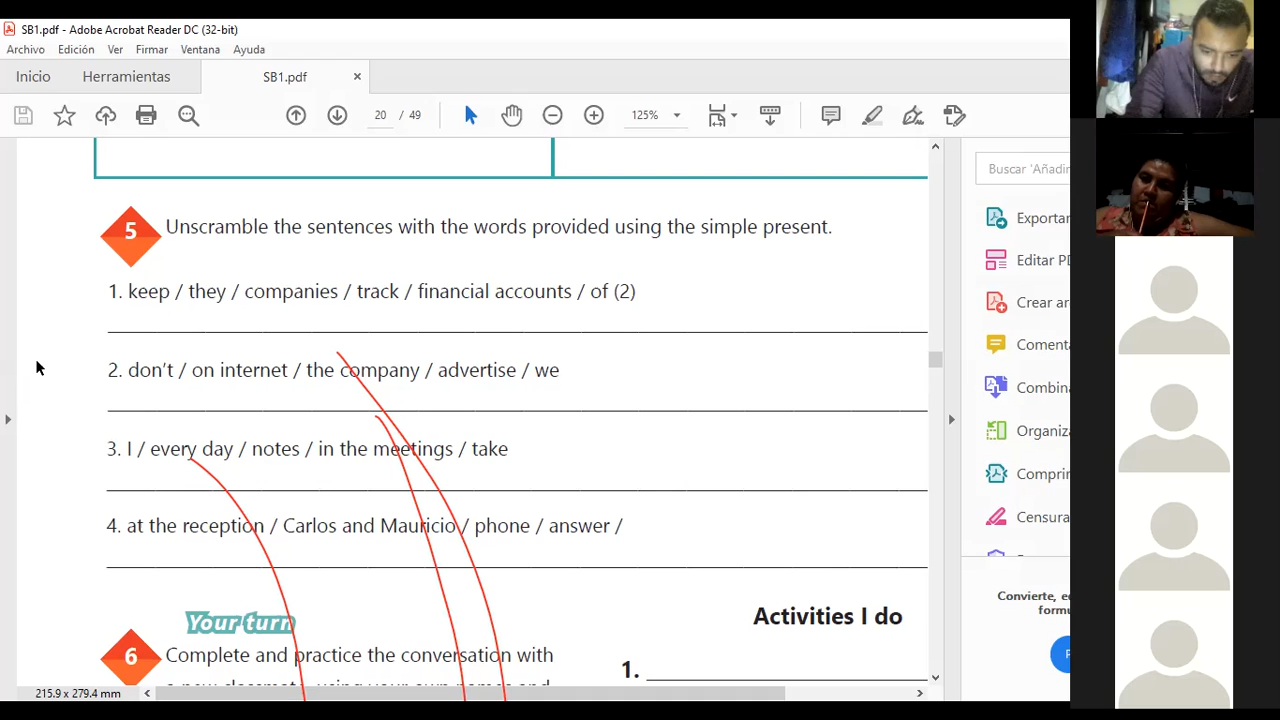 SB1.pdf - Adobe Acrobat Reader DC (32-bit)
Archivo Edición Ver Firmar Ventana Ayuda
Inicio Herramientas SB1.pdf ×
20 / 49 125%
Buscar 'Añadir
5 Unscramble the sentences with the words provided using the simple present.
1. keep / they / companies / track / financial accounts / of (2)
2. don't / on internet / the company / advertise / we
3. I / every day / notes / in the meetings / take
4. at the reception / Carlos and Mauricio / phone / answer /
Your turn
Activities I do
6 Complete and practice the conversation with
1.
Exportar
Editar PD
Crear ar
Comenta
Combina
Organiza
Comprim
Censura
Convierte, e
215.9 x 279.4 mm